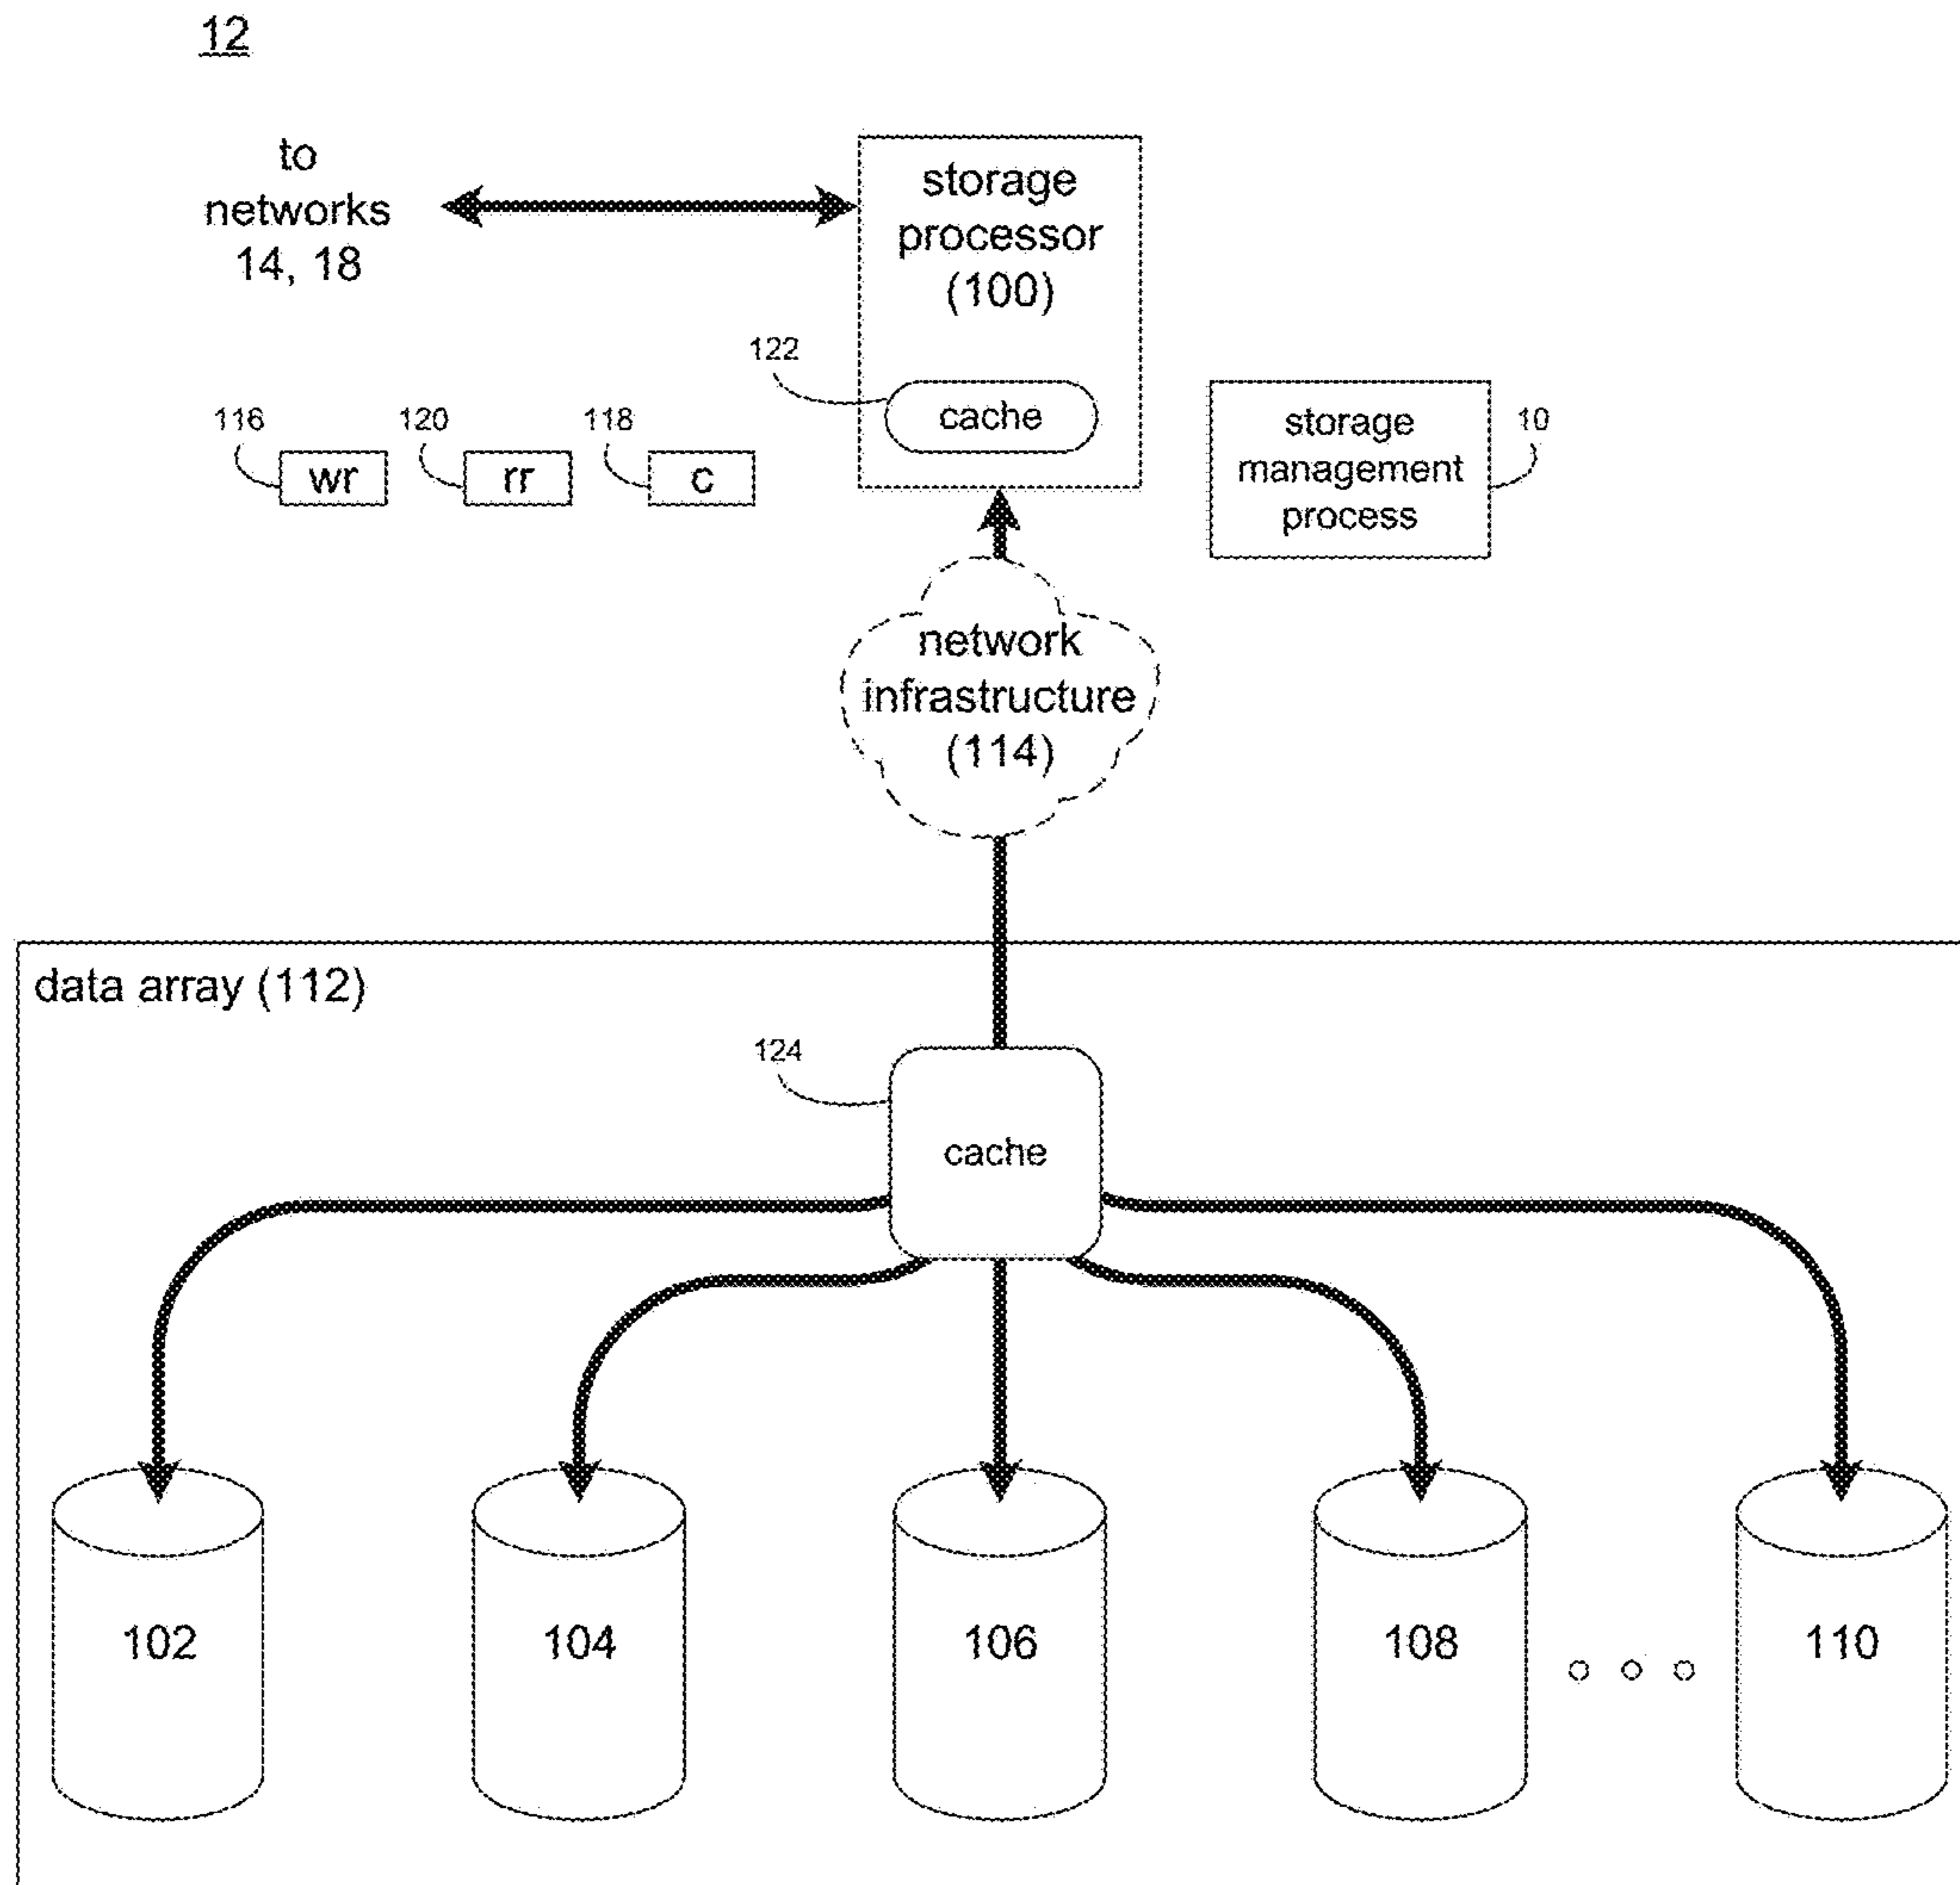 12
to
networks
14, 18
storage
processor
(100)
122
cache
116
wr
120
rr
118
c
storage
management
process
10
network
infrastructure
(114)
data array (112)
124
cache
102
104
106
108
110